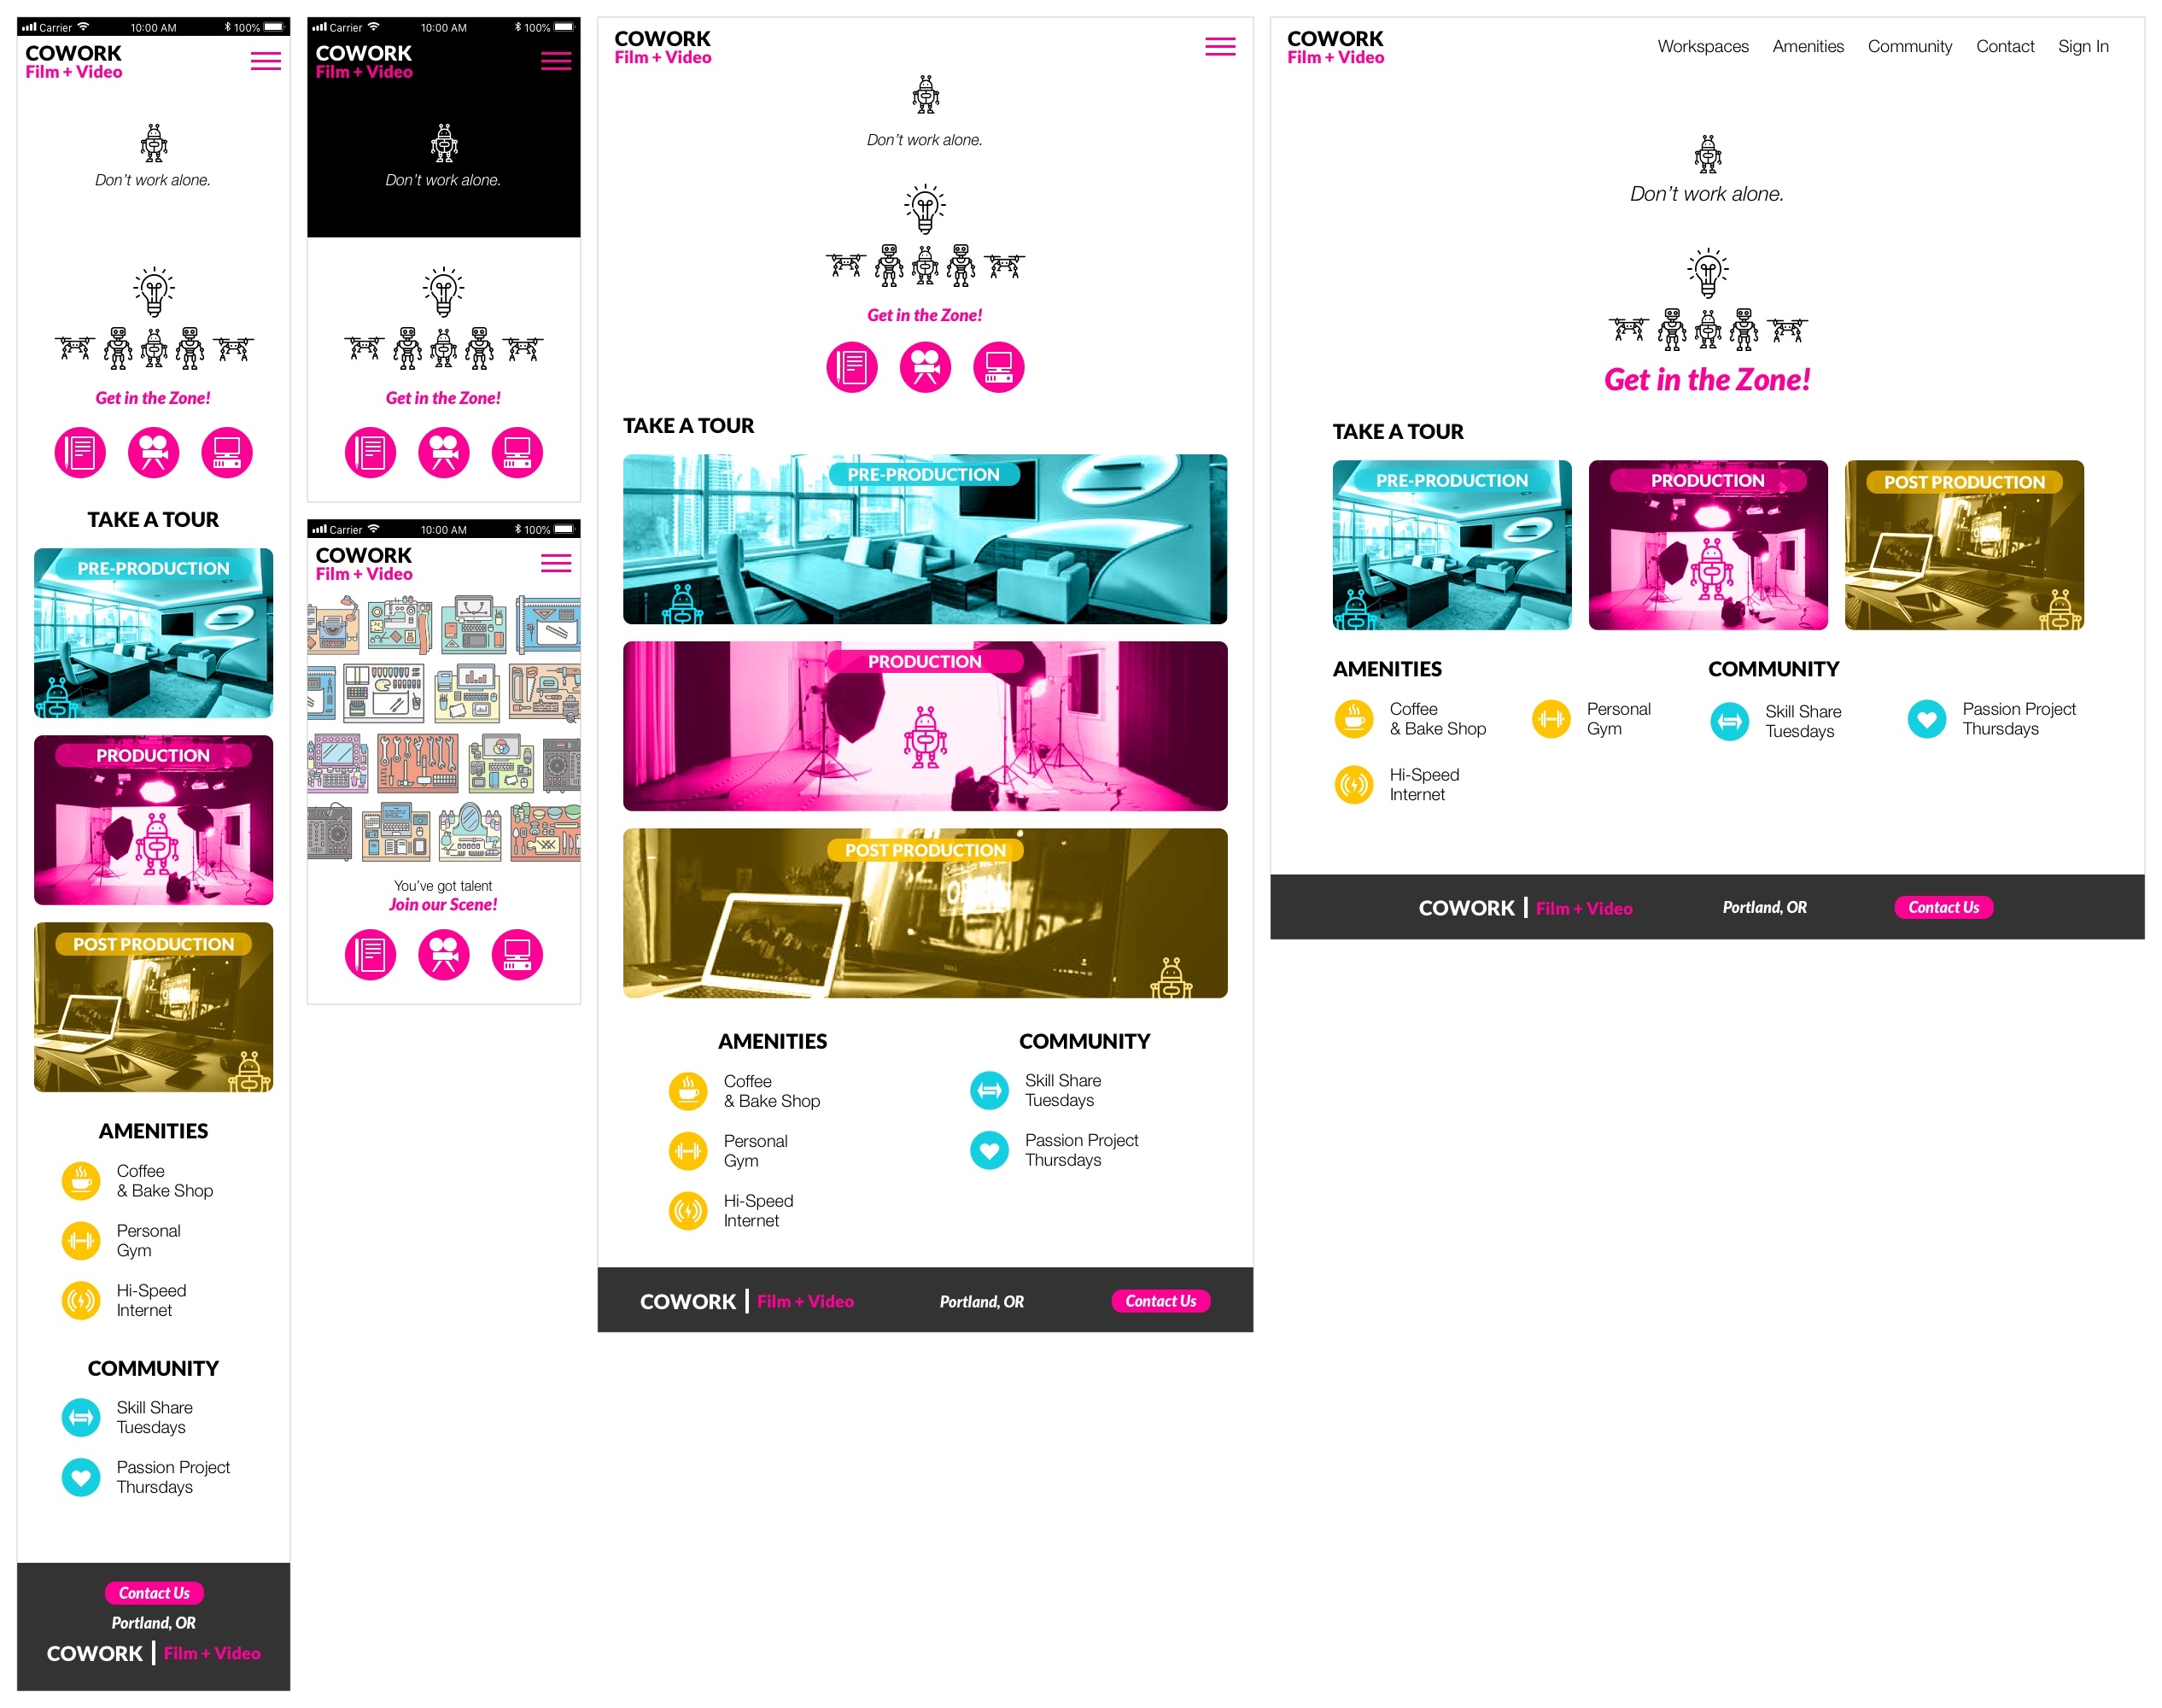 Carrier 10:00 AM 100%
COWORK
Film + Video
Don't work alone.
Get in the Zone!
TAKE A TOUR
PRE-PRODUCTION
PRODUCTION
POST PRODUCTION
AMENITIES
Coffee
& Bake Shop
Personal
Gym
Hi-Speed
Internet
COMMUNITY
Skill Share
Tuesdays
Passion Project
Thursdays
Contact Us
Portland, OR
COWORK | Film + Video
Carrier 10:00 AM 100%
COWORK
Film + Video
Don't work alone.
Get in the Zone!
Carrier 10:00 AM 100%
COWORK
Film + Video
You've got talent
Join our Scene!
COWORK
Film + Video
Don't work alone.
Get in the Zone!
TAKE A TOUR
PRE-PRODUCTION
PRODUCTION
POST PRODUCTION
AMENITIES
Coffee
& Bake Shop
Personal
Gym
Hi-Speed
Internet
COMMUNITY
Skill Share
Tuesdays
Passion Project
Thursdays
COWORK | Film + Video Portland, OR Contact Us
COWORK
Film + Video
Workspaces Amenities Community Contact Sign In
Don't work alone.
Get in the Zone!
TAKE A TOUR
PRE-PRODUCTION
PRODUCTION
POST PRODUCTION
AMENITIES
Coffee
& Bake Shop
Personal
Gym
Hi-Speed
Internet
COMMUNITY
Skill Share
Tuesdays
Passion Project
Thursdays
COWORK | Film + Video Portland, OR Contact Us